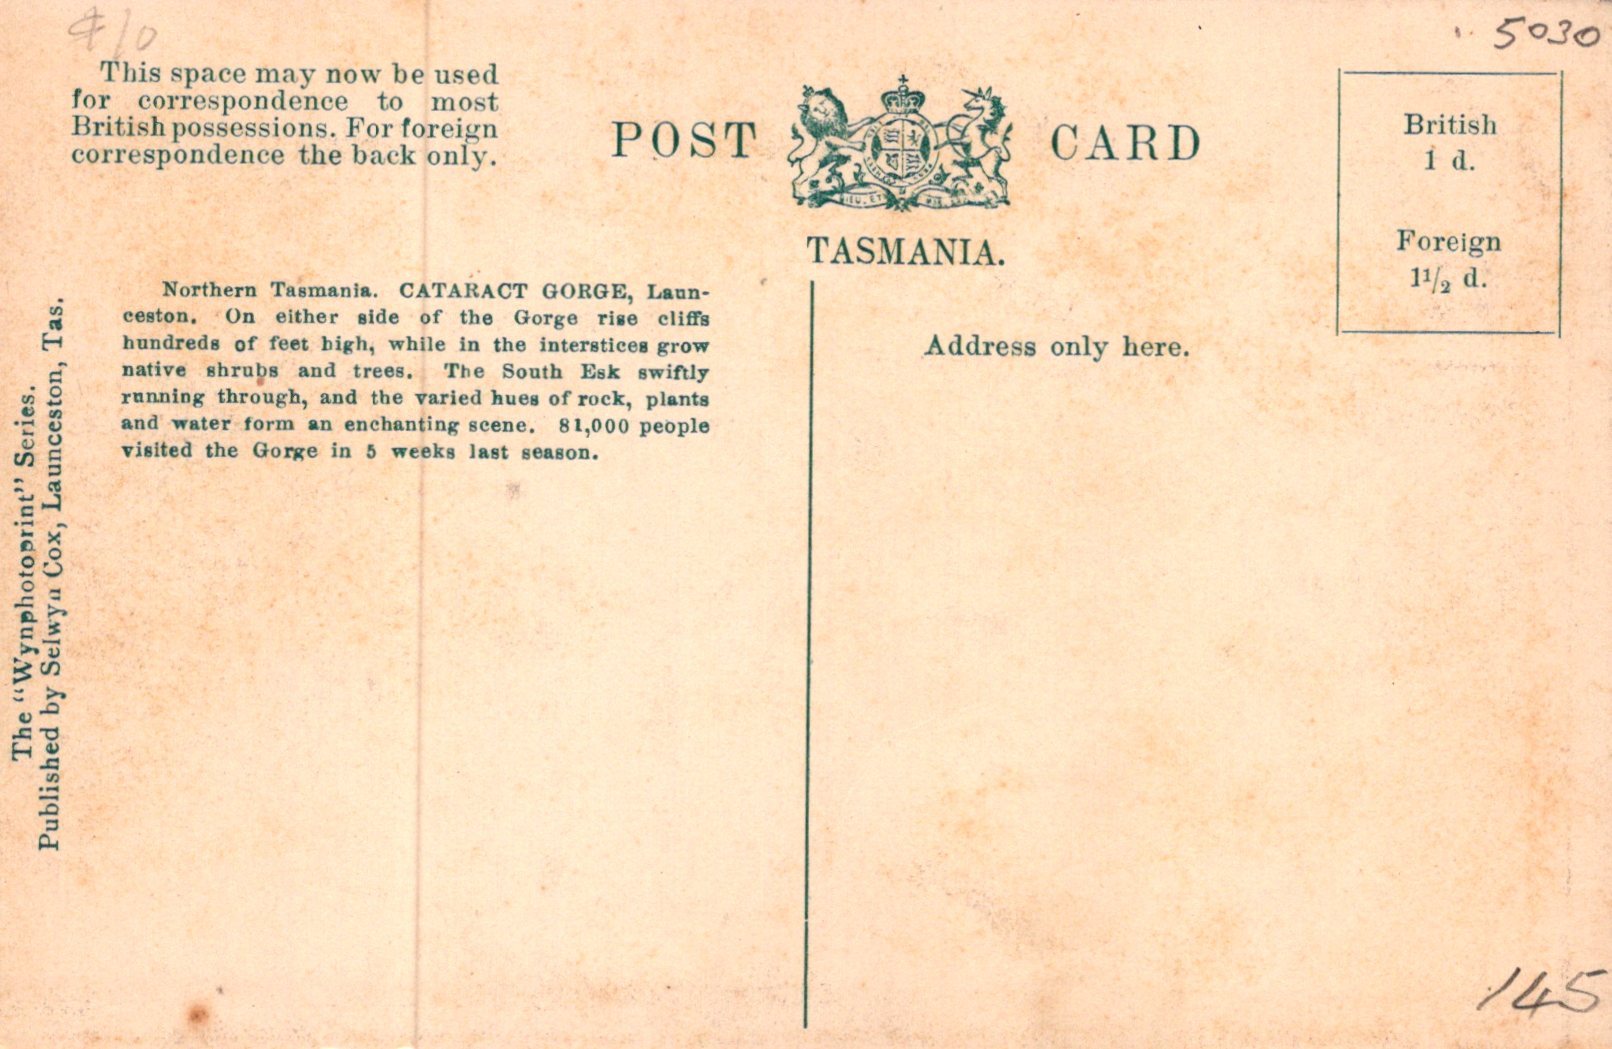 5030
This space may now be used
for correspondence to most
British possessions. For foreign
correspondence the back only.
POST CARD
TASMANIA.
British
1 d.
Foreign
1 1/2 d.
Northern Tasmania. CATARACT GORGE, Laun-
ceston. On either side of the Gorge rise cliffs
hundreds of feet high, while in the interstices grow
native shrubs and trees. The South Esk swiftly
running through, and the varied hues of rock, plants
and water form an enchanting scene. 81,000 people
visited the Gorge in 5 weeks last season.
Address only here.
The "Wynphotoprint" Series.
Published by Selwyn Cox, Launceston, Tas.
145